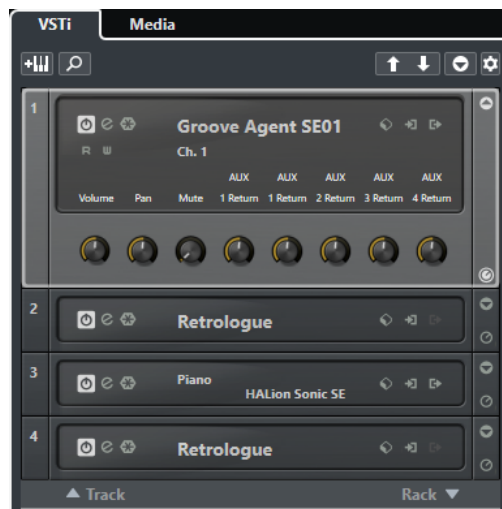 VSTi Media
1
Groove Agent SE01
R W
Ch. 1
AUX AUX AUX AUX AUX
Volume Pan Mute 1 Return 1 Return 2 Return 3 Return 4 Return
2
Retrologue
3
Piano
HALion Sonic SE
4
Retrologue
Track Rack